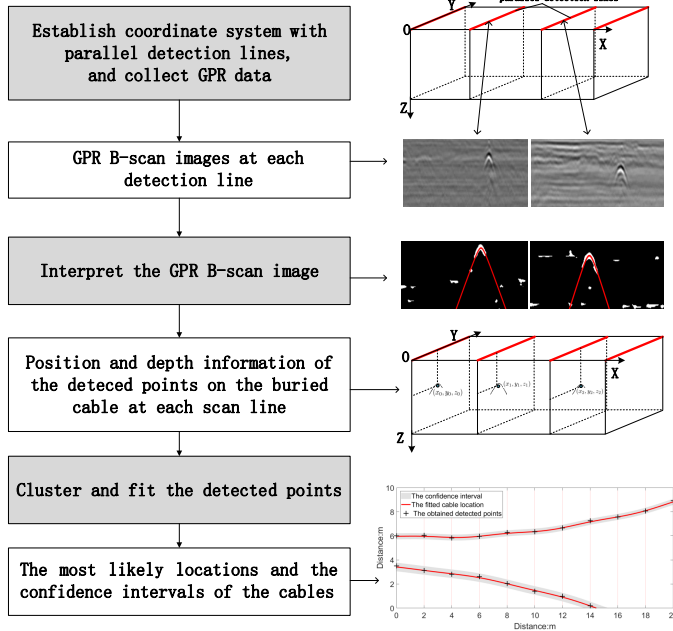 Establish coordinate system with
parallel detection lines,
and collect GPR data
GPR B-scan images at each
detection line
Interpret the GPR B-scan image
Position and depth information of
the deteced points on the buried
cable at each scan line
Cluster and fit the detected points
The most likely locations and the
confidence intervals of the cables
Y
O
X
Z
Y
O
X
Z
(x₀, y₀, z₀)
(x₁, y₁, z₁)
10
8
6
4
2
0
Distance:m
The confidence interval
The fitted cable location
The obtained detected points
0 2 4 6 8 10 12 14 16 18
Distance:m